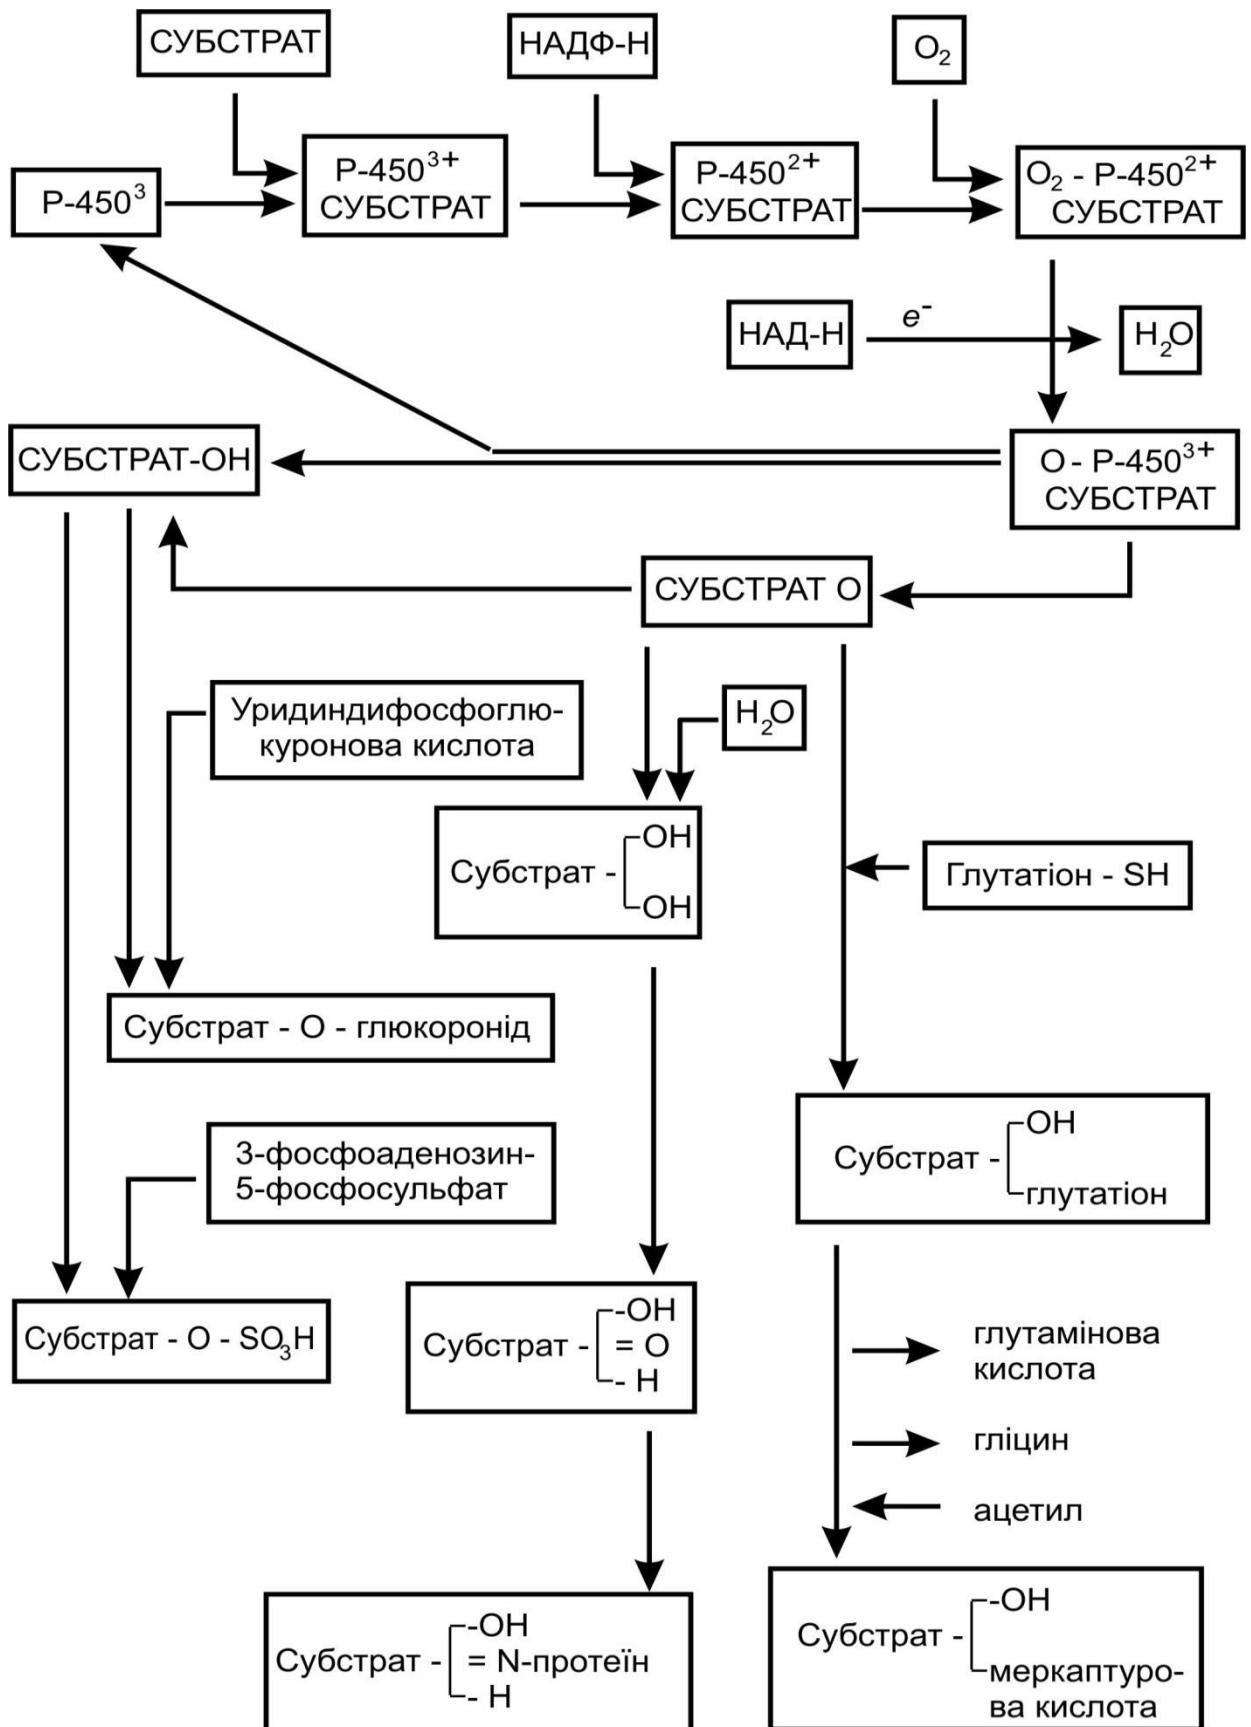 СУБСТРАТ
НАДФ-Н
O₂
Р-450³
Р-450³⁺
СУБСТРАТ
Р-450²⁺
СУБСТРАТ
O₂ - Р-450²⁺
СУБСТРАТ
НАД-Н
e⁻
H₂O
СУБСТРАТ-ОН
О - Р-450³⁺
СУБСТРАТ
СУБСТРАТ О
Уридиндифосфоглю-
куронова кислота
H₂O
Субстрат -
OH
OH
Глутатіон - SH
Субстрат - О - глюкоронід
3-фосфоаденозин-
5-фосфосульфат
Субстрат -
OH
глутатіон
Субстрат - О - SO₃H
Субстрат -
-OH
= O
- H
глутамінова
кислота
гліцин
ацетил
Субстрат -
-OH
= N-протеїн
- H
Субстрат -
-OH
меркаптуро-
ва кислота